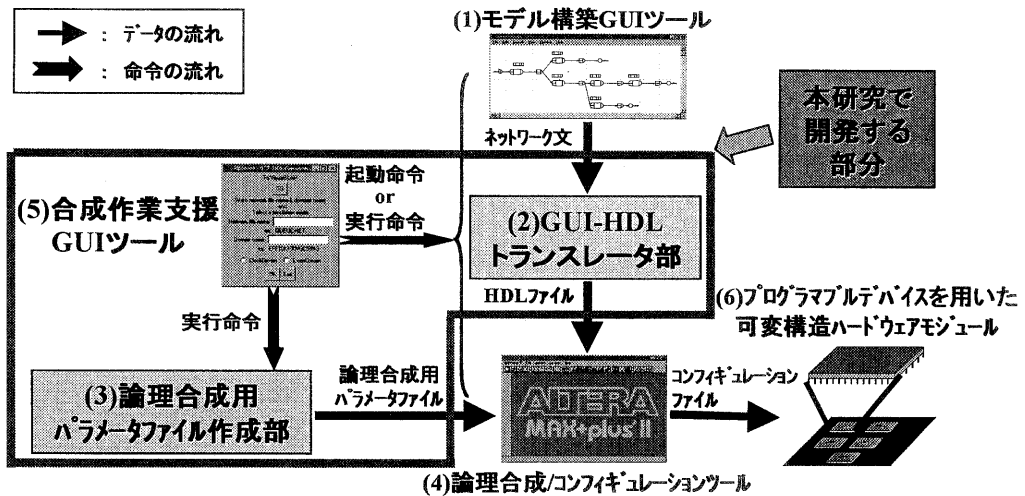 : データの流れ
: 命令の流れ
(1)モデル構築GUIツール
本研究で
開発する
部分
ネットワーク文
(5)合成作業支援
GUIツール
起動命令
or
実行命令
(2)GUI-HDL
トランスレータ部
HDLファイル
実行命令
(6)プログラマブルデバイスを用いた
可変構造ハードウェアモジュール
(3)論理合成用
パラメータファイル作成部
論理合成用
パラメータファイル
ALTERA
MAX+plus II
コンフィギュレーション
ファイル
(4)論理合成/コンフィギュレーションツール